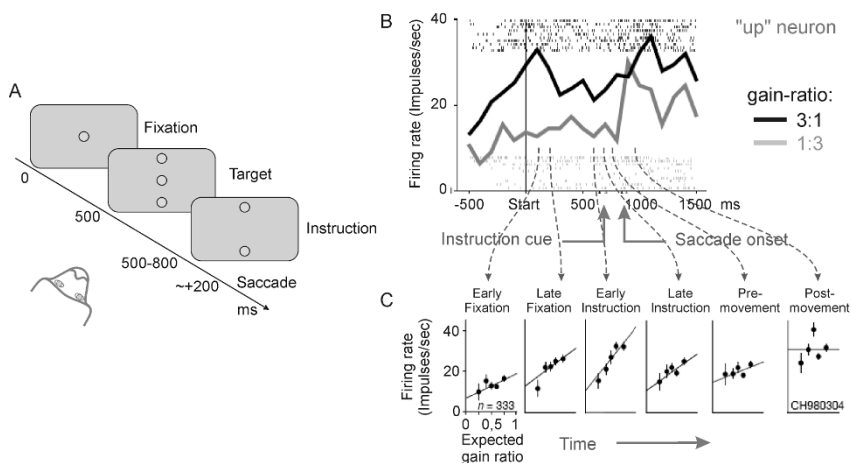 A
Fixation
Target
Instruction
Saccade
0
500
500-800
~+200
ms
B
"up" neuron
gain-ratio:
3:1
1:3
Firing rate (Impulses/sec)
40
20
0
-500 Start 500 1000 1500 ms
Instruction cue
Saccade onset
C
Early Fixation
Late Fixation
Early Instruction
Late Instruction
Pre-movement
Post-movement
Firing rate
(Impulses/sec)
40
20
0
n = 333
CH980304
0 0,5 1
Expected
gain ratio
Time